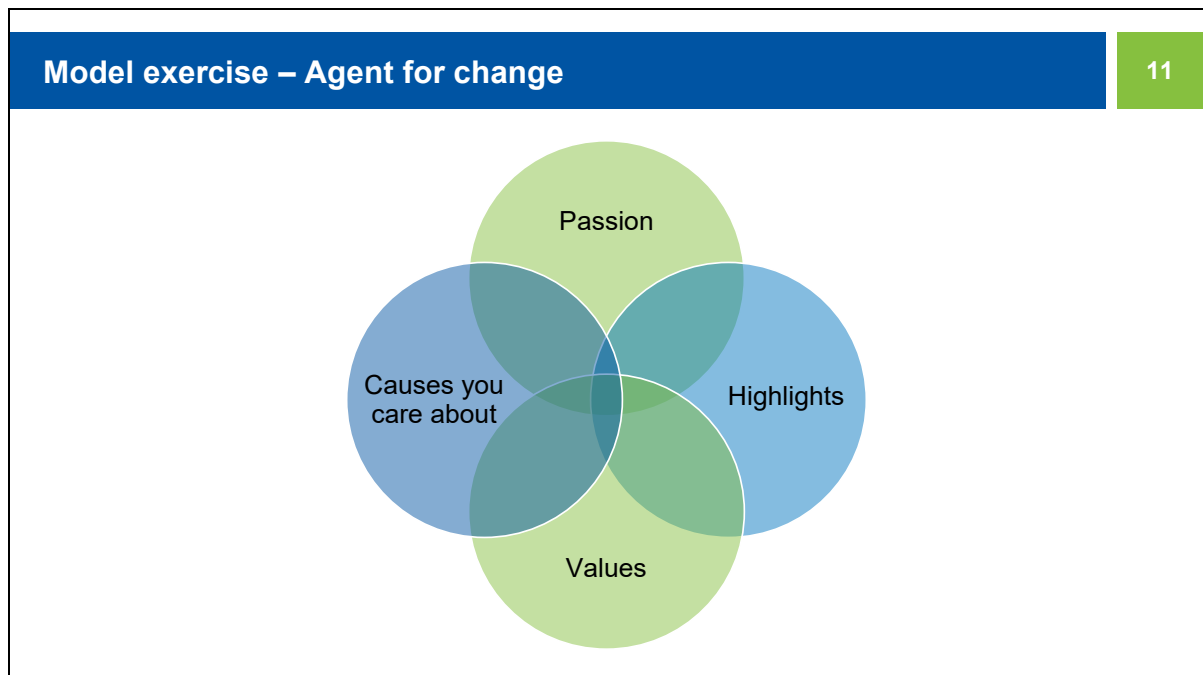 Model exercise – Agent for change
11
Passion
Causes you
care about
Highlights
Values